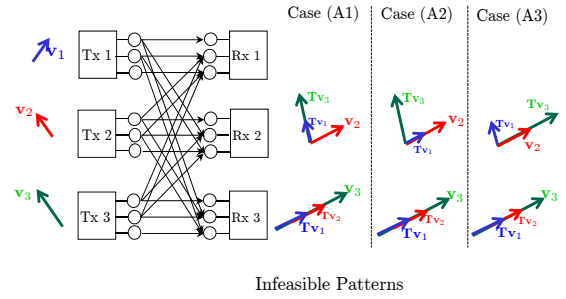 Case (A1) Case (A2) Case (A3)
v1 Tx 1 Rx 1
Tv3 Tv3 Tv3
v2 Tx 2 Rx 2 Tv1 v2 Tv1 v2 Tv1 v2
v3 Tx 3 Rx 3 v3 v3 v3
Tv2 Tv2 Tv2
Tv1 Tv1 Tv1
Infeasible Patterns